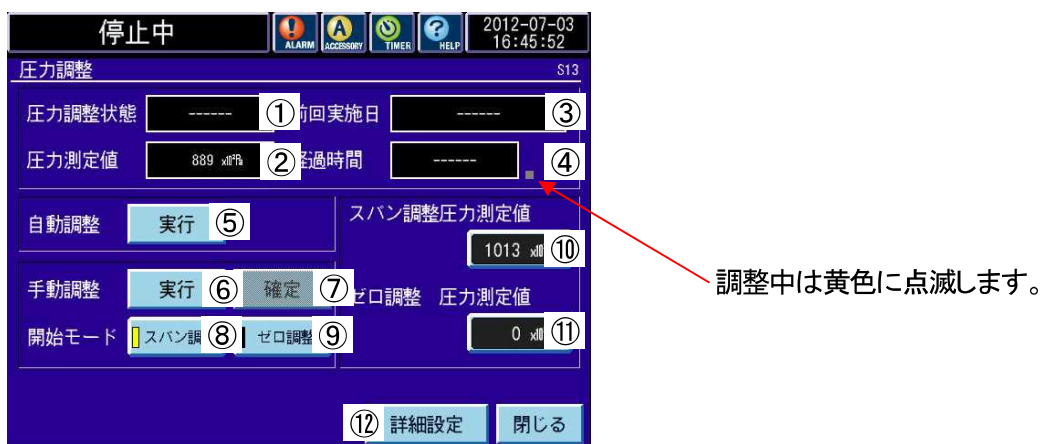 停止中 ALARM ACCESSORY TIMER HELP 2012-07-03
16:45:52
圧力調整 S13
圧力調整状態 ------ ① 前回実施日 ------ ③
圧力測定値 889 x10²Pa ② 経過時間 ------ ④
自動調整 実行 ⑤
スパン調整圧力測定値
1013 ⑩
調整中は黄色に点滅します。
手動調整 実行 ⑥ 確定 ⑦
ゼロ調整 圧力測定値
開始モード スパン調 ⑧ ゼロ調整 ⑨
0 ⑪
⑫ 詳細設定 閉じる